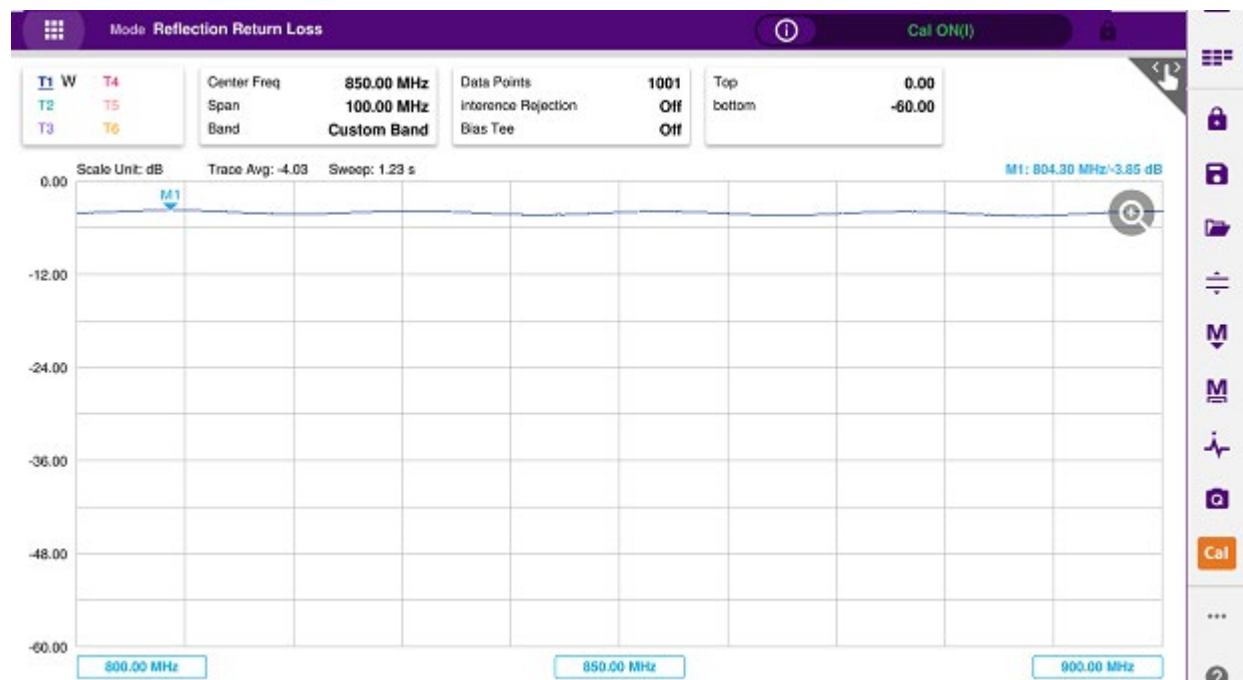 Mode Reflection Return Loss
Cal ON(I)
T1 W T4
T2 T5
T3 T6
Center Freq 850.00 MHz
Span 100.00 MHz
Band Custom Band
Data Points 1001
interence Rejection Off
Bias Tee Off
Top 0.00
bottom -60.00
Scale Unit: dB Trace Avg: -4.03 Sweep: 1.23 s M1: 804.30 MHz/-3.85 dB
0.00
M1
-12.00
-24.00
-36.00
-48.00
-60.00
800.00 MHz 850.00 MHz 900.00 MHz
M
M
Cal